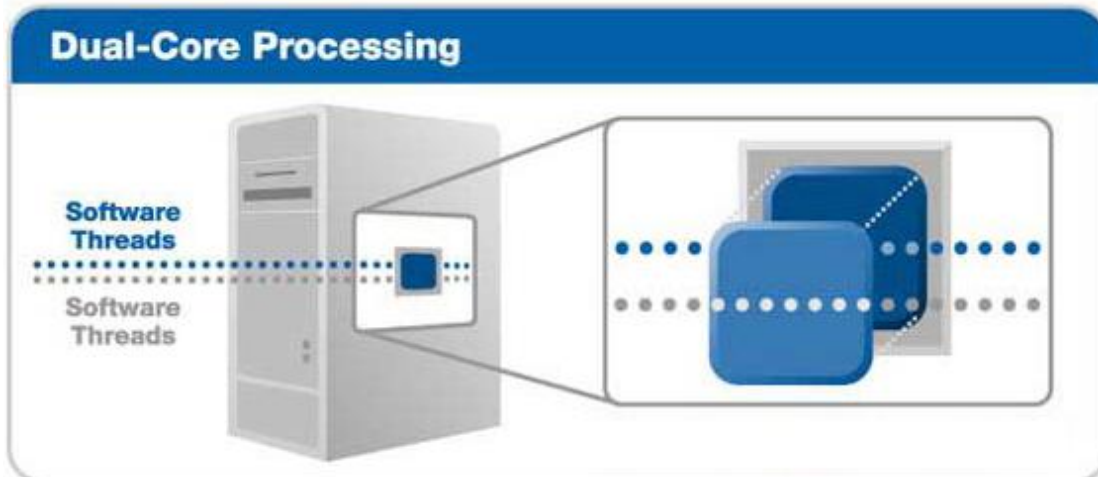 Dual-Core Processing
Software
Threads
Software
Threads